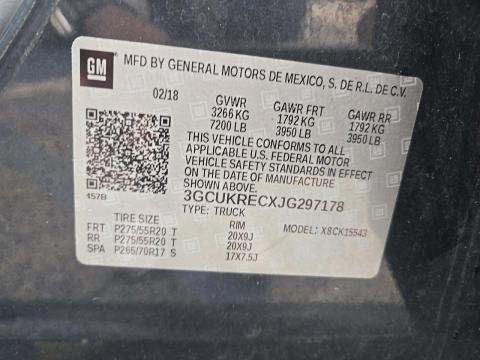 GM
MFD BY GENERAL MOTORS DE MEXICO, S. DE R.L. DE C.V.
02/18 GVWR GAWR FRT GAWR RR
3266 KG 1792 KG 1792 KG
7200 LB 3950 LB 3950 LB
THIS VEHICLE CONFORMS TO ALL
APPLICABLE U.S. FEDERAL MOTOR
VEHICLE SAFETY STANDARDS IN EFFECT
ON THE DATE OF MANUFACTURE
SHOWN ABOVE.
3GCUKRECXJG297178
TYPE: TRUCK
TIRE SIZE RIM MODEL: X8CK15543
FRT P275/55R20 T 20X9J
RR P275/55R20 T 20X9J
SPA P265/70R17 S 17X7.5J